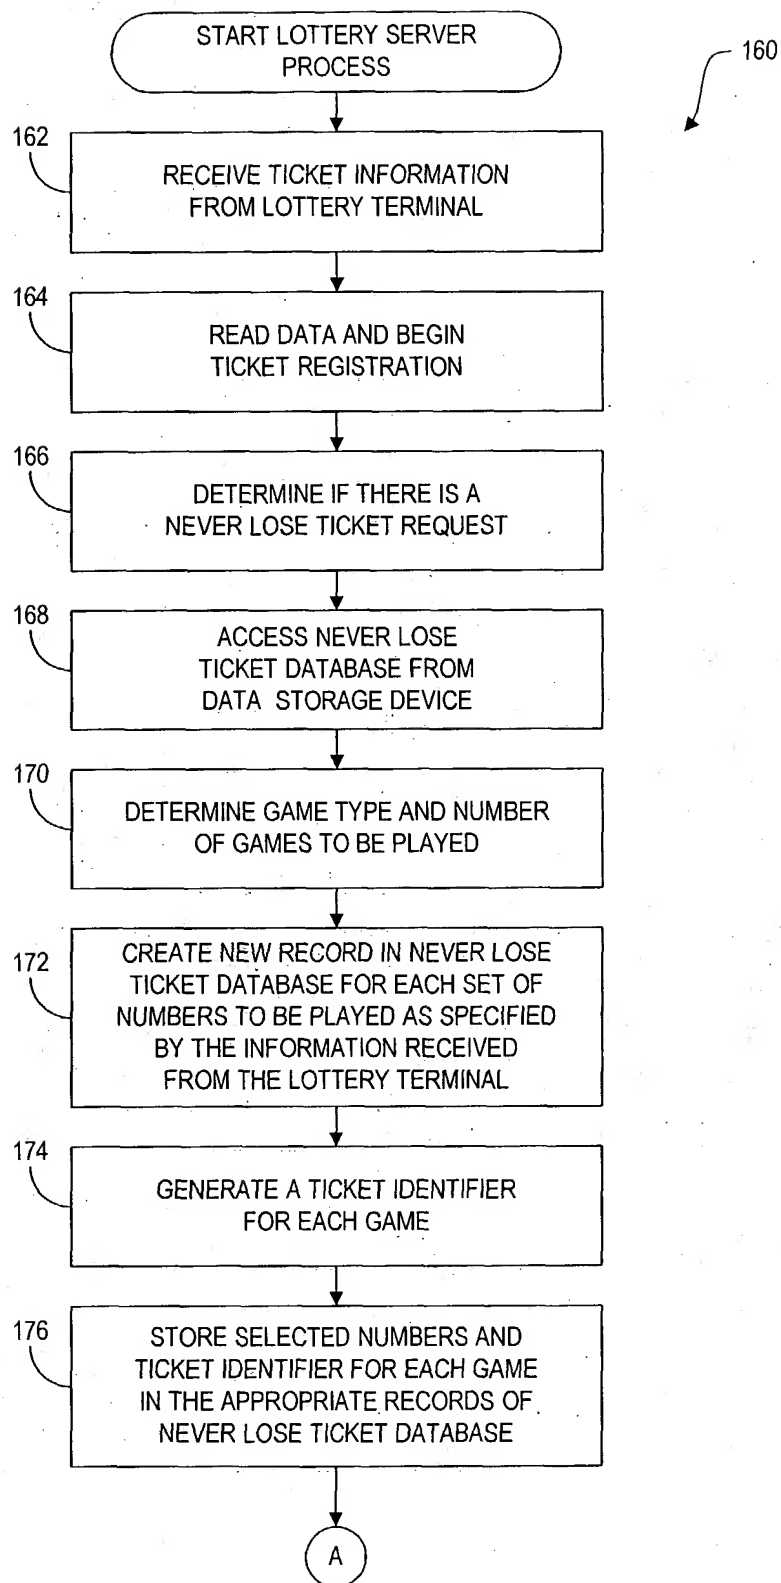 START LOTTERY SERVER
PROCESS
160
162
RECEIVE TICKET INFORMATION
FROM LOTTERY TERMINAL
164
READ DATA AND BEGIN
TICKET REGISTRATION
166
DETERMINE IF THERE IS A
NEVER LOSE TICKET REQUEST
168
ACCESS NEVER LOSE
TICKET DATABASE FROM
DATA STORAGE DEVICE
170
DETERMINE GAME TYPE AND NUMBER
OF GAMES TO BE PLAYED
172
CREATE NEW RECORD IN NEVER LOSE
TICKET DATABASE FOR EACH SET OF
NUMBERS TO BE PLAYED AS SPECIFIED
BY THE INFORMATION RECEIVED
FROM THE LOTTERY TERMINAL
174
GENERATE A TICKET IDENTIFIER
FOR EACH GAME
176
STORE SELECTED NUMBERS AND
TICKET IDENTIFIER FOR EACH GAME
IN THE APPROPRIATE RECORDS OF
NEVER LOSE TICKET DATABASE
A